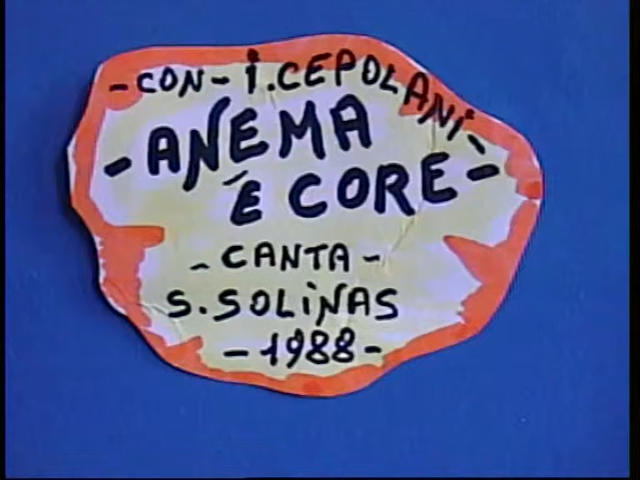 -CON- i.CEPOLANi-
-ANEMA
É CORE-
-CANTA-
S.SOLiNAS
-1988-